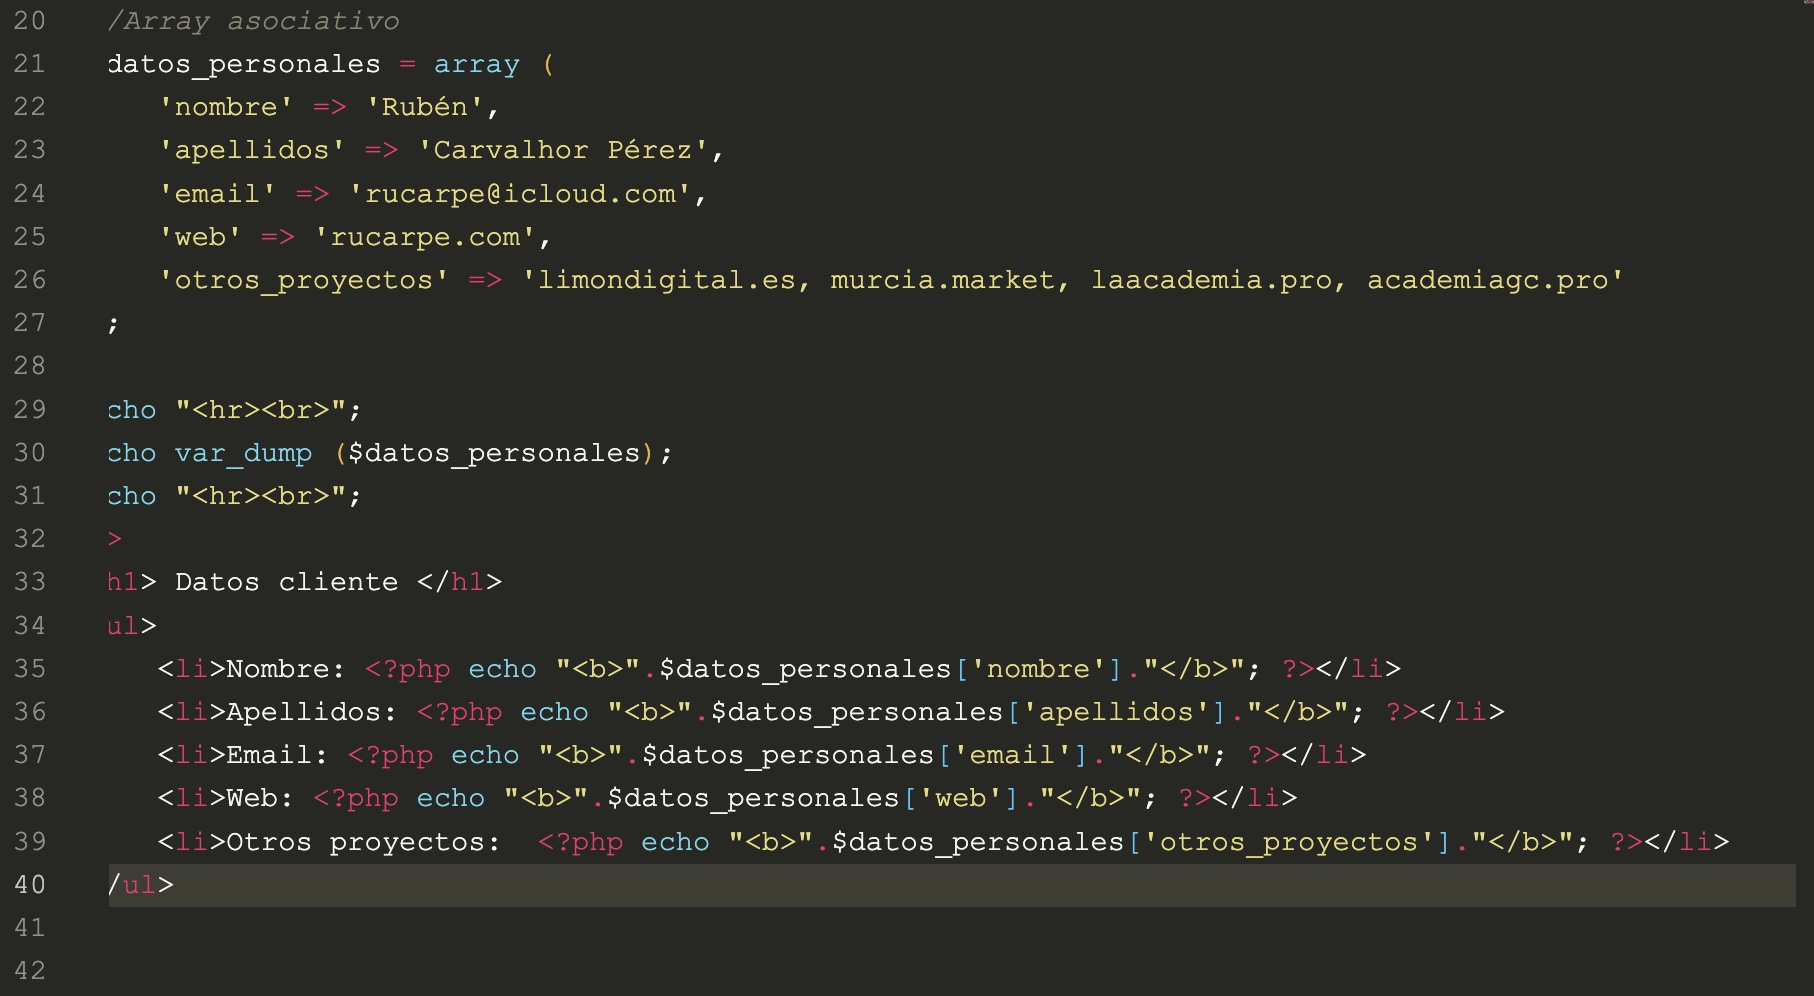 20 /Array asociativo
21 datos_personales = array (
22 'nombre' => 'Rubén',
23 'apellidos' => 'Carvalhor Pérez',
24 'email' => 'rucarpe@icloud.com',
25 'web' => 'rucarpe.com',
26 'otros_proyectos' => 'limondigital.es, murcia.market, laacademia.pro, academiagc.pro'
27 ;
28
29 cho "<hr><br>";
30 cho var_dump ($datos_personales);
31 cho "<hr><br>";
32 >
33 h1> Datos cliente </h1>
34 ul>
35 <li>Nombre: <?php echo "<b>".$datos_personales['nombre']."</b>"; ?></li>
36 <li>Apellidos: <?php echo "<b>".$datos_personales['apellidos']."</b>"; ?></li>
37 <li>Email: <?php echo "<b>".$datos_personales['email']."</b>"; ?></li>
38 <li>Web: <?php echo "<b>".$datos_personales['web']."</b>"; ?></li>
39 <li>Otros proyectos:  <?php echo "<b>".$datos_personales['otros_proyectos']."</b>"; ?></li>
40 /ul>
41
42